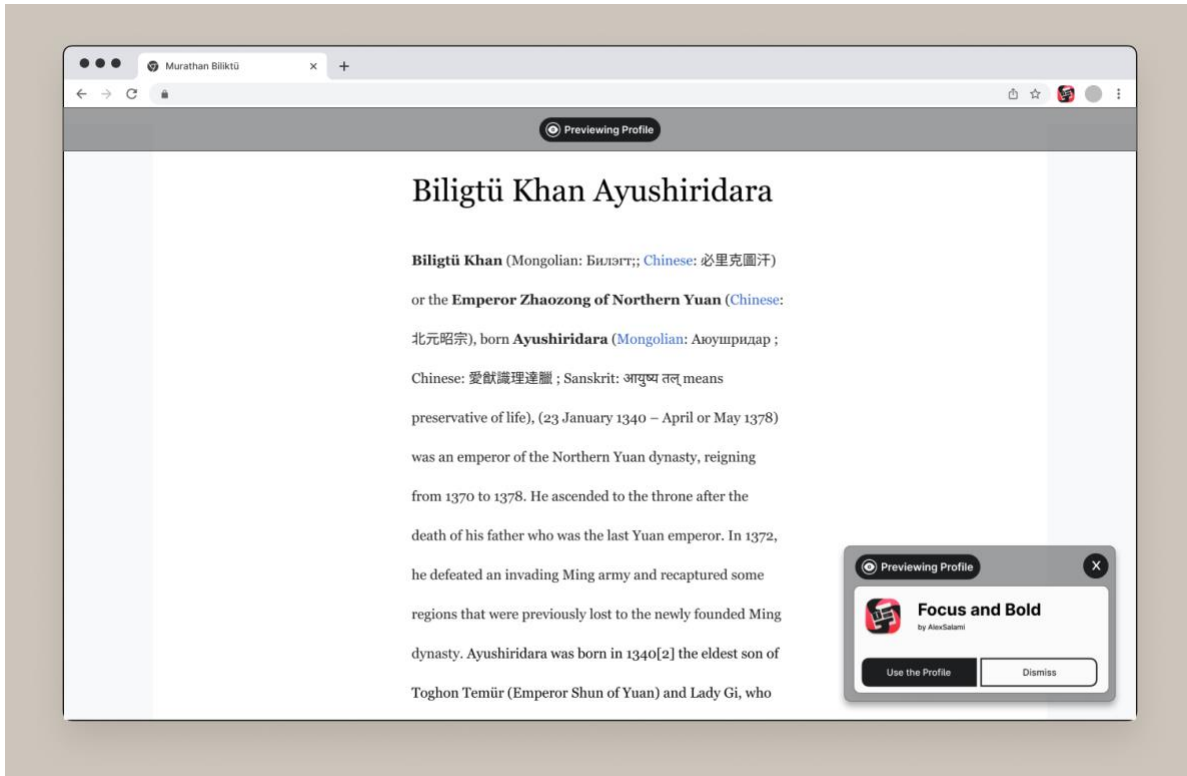 Murathan Biliktü
Previewing Profile
Biligtü Khan Ayushiridara
Biligtü Khan (Mongolian: Билэгт;; Chinese: 必里克圖汗)
or the Emperor Zhaozong of Northern Yuan (Chinese:
北元昭宗), born Ayushiridara (Mongolian: Аюушридар ;
Chinese: 愛猷識理達臘 ; Sanskrit: आयुष्य तल् means
preservative of life), (23 January 1340 – April or May 1378)
was an emperor of the Northern Yuan dynasty, reigning
from 1370 to 1378. He ascended to the throne after the
death of his father who was the last Yuan emperor. In 1372,
he defeated an invading Ming army and recaptured some
regions that were previously lost to the newly founded Ming
dynasty. Ayushiridara was born in 1340[2] the eldest son of
Toghon Temür (Emperor Shun of Yuan) and Lady Gi, who
Previewing Profile
X
Focus and Bold
by AlexSalami
Use the Profile
Dismiss